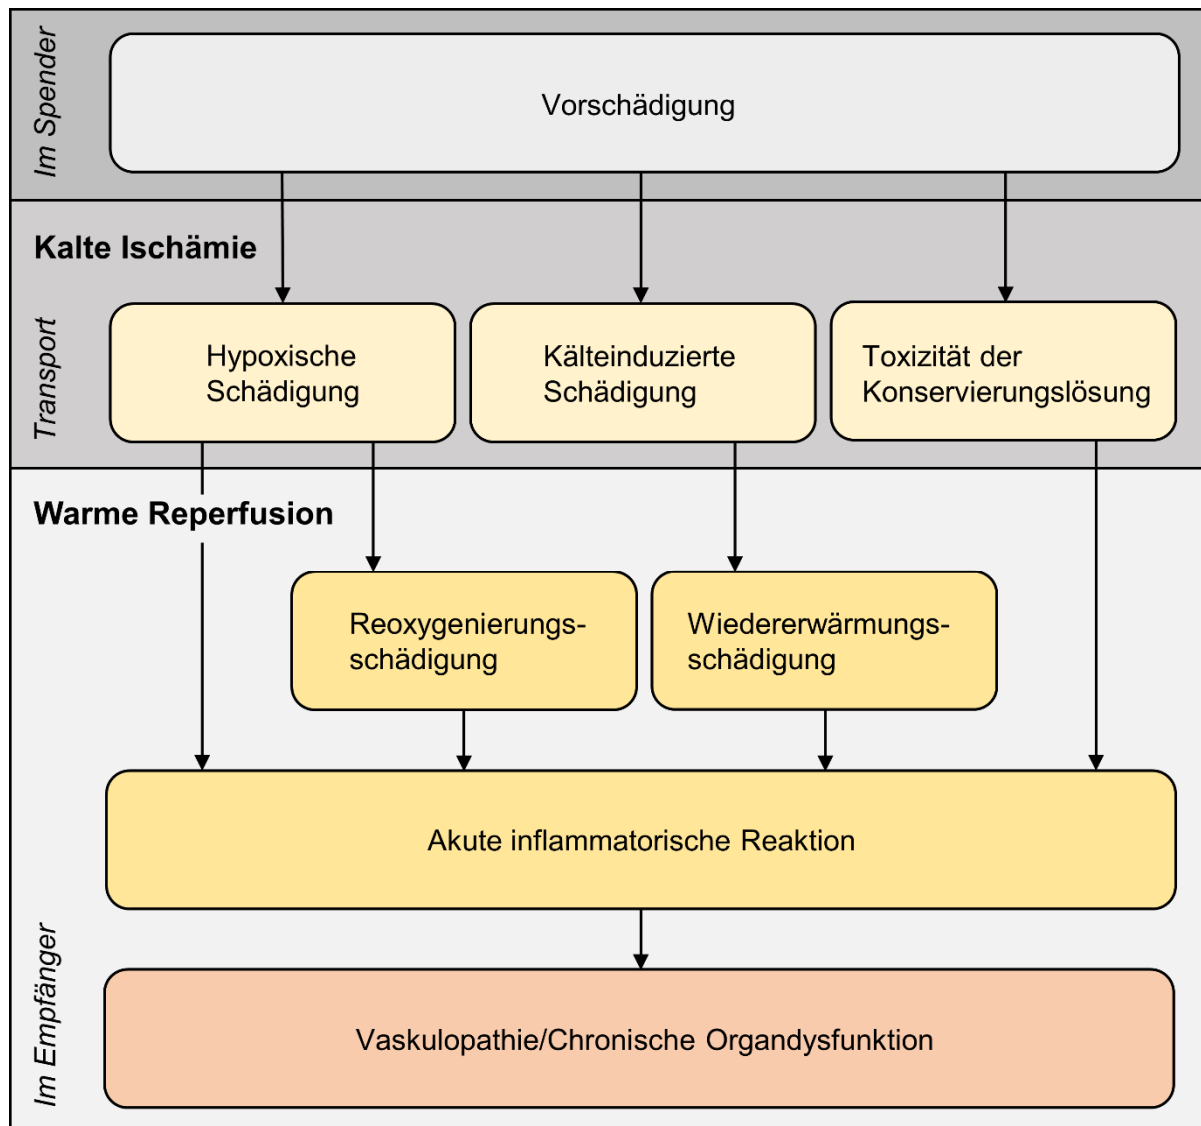 Im Spender
Vorschädigung
Kalte Ischämie
Transport
Hypoxische
Schädigung
Kälteinduzierte
Schädigung
Toxizität der
Konservierungslösung
Warme Reperfusion
Reoxygenierungs-
schädigung
Wiedererwärmungs-
schädigung
Akute inflammatorische Reaktion
Im Empfänger
Vaskulopathie/Chronische Organdysfunktion